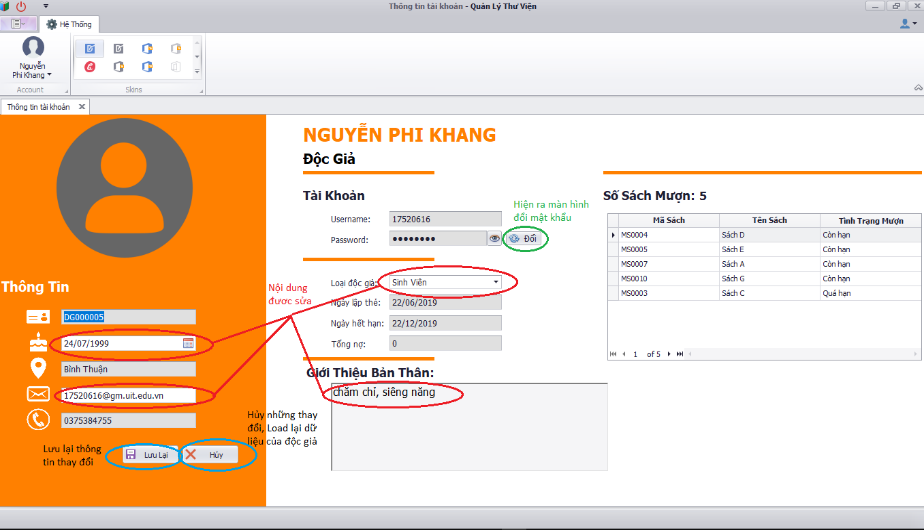 Thông tin tài khoản - Quản Lý Thư Viện
Hệ Thống
Nguyễn
Phi Khang
Account
Skins
Thông tin tài khoản
NGUYỄN PHI KHANG
Độc Giả
Tài Khoản
Username: 17520616
Password: ●●●●●●●●
Đổi
Hiện ra màn hình
đổi mật khẩu
Số Sách Mượn: 5
Mã Sách Tên Sách Tình Trạng Mượn
MS0004 Sách D Còn hạn
MS0005 Sách E Còn hạn
MS0007 Sách A Còn hạn
MS0010 Sách G Còn hạn
MS0003 Sách C Quá hạn
1 of 5
Loại độc giả: Sinh Viên
Ngày lập thẻ: 22/06/2019
Ngày hết hạn: 22/12/2019
Tổng nợ: 0
Nội dung
được sửa
Thông Tin
DG000005
24/07/1999
Bình Thuận
17520616@gm.uit.edu.vn
0375384755
Giới Thiệu Bản Thân:
chăm chỉ, siêng năng
Hủy những thay
đổi, Load lại dữ
liệu của độc giả
Lưu lại thông
tin thay đổi
Lưu Lại
Hủy